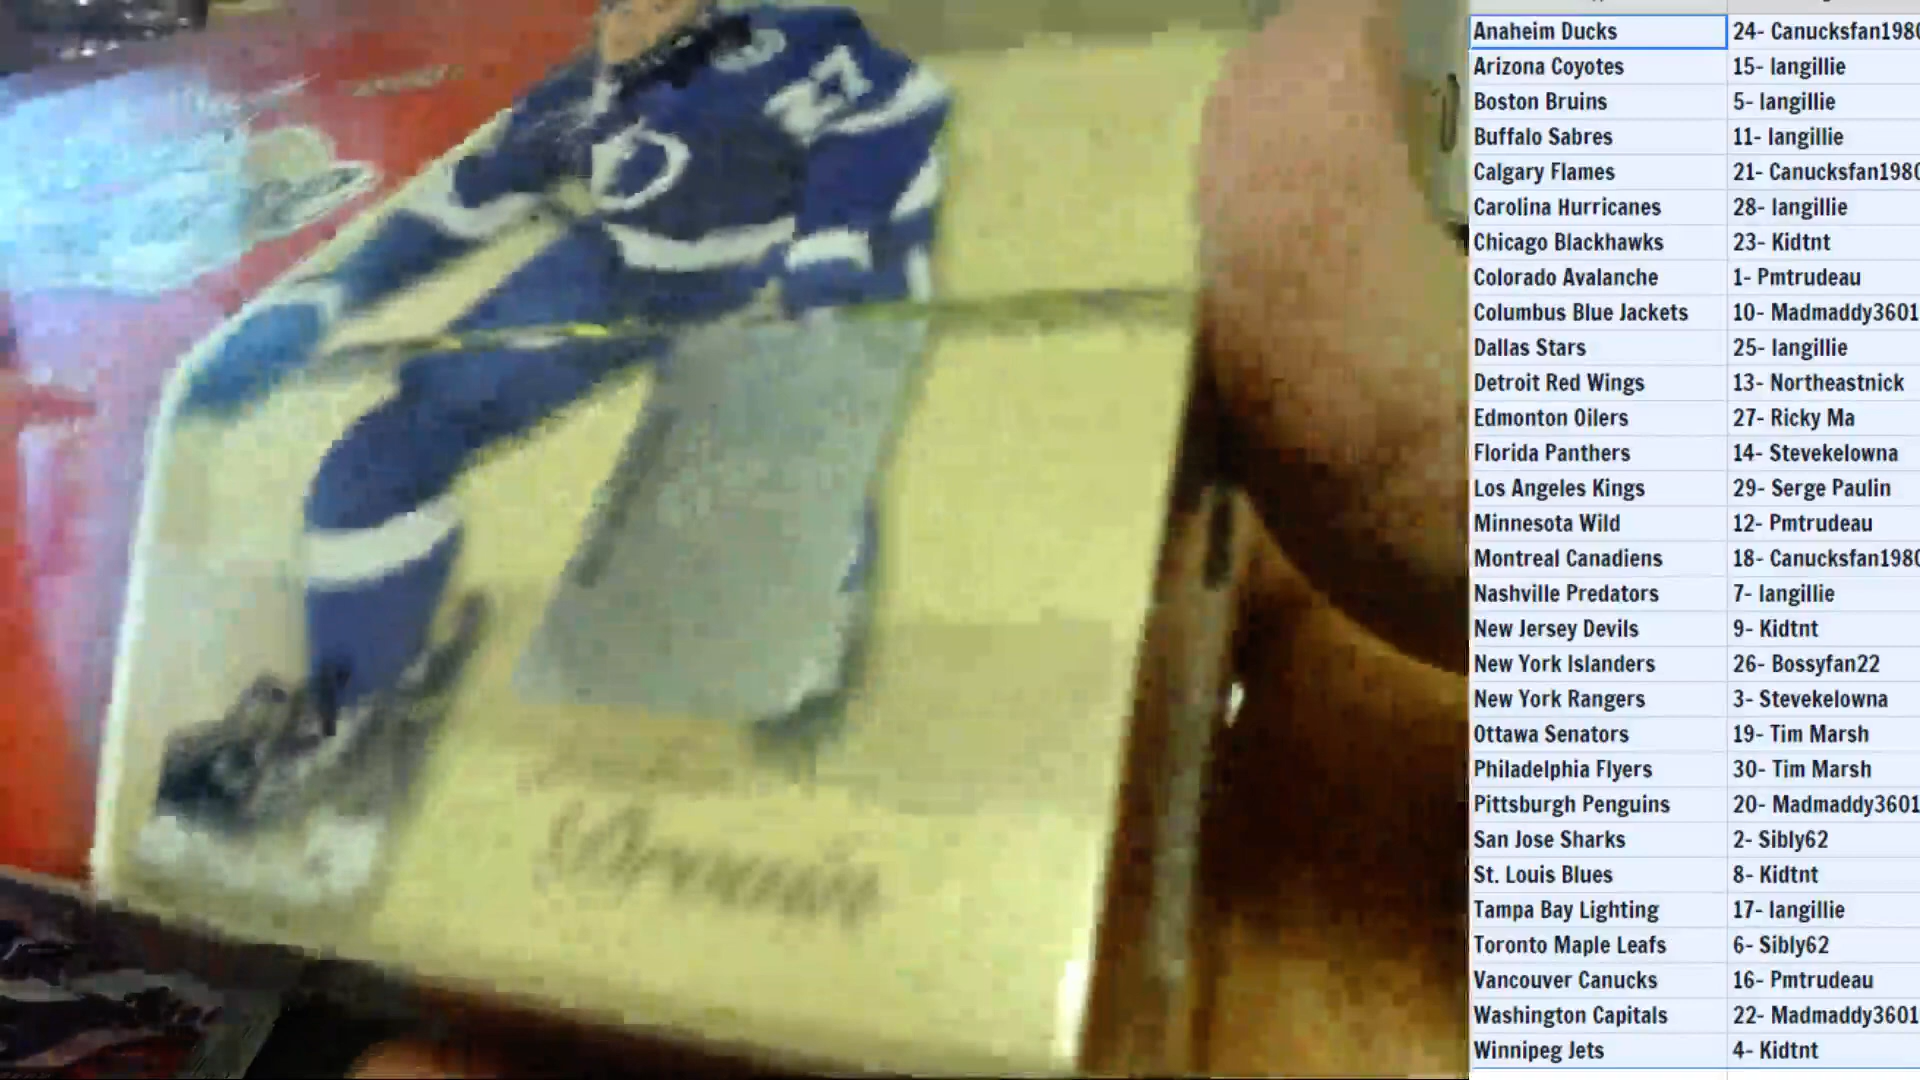 27
Anaheim Ducks 24- Canucksfan1980
Arizona Coyotes 15- langillie
Boston Bruins 5- langillie
Buffalo Sabres 11- langillie
Calgary Flames 21- Canucksfan1980
Carolina Hurricanes 28- langillie
Chicago Blackhawks 23- Kidtnt
Colorado Avalanche 1- Pmtrudeau
Columbus Blue Jackets 10- Madmaddy3601
Dallas Stars 25- langillie
Detroit Red Wings 13- Northeastnick
Edmonton Oilers 27- Ricky Ma
Florida Panthers 14- Stevekelowna
Los Angeles Kings 29- Serge Paulin
Minnesota Wild 12- Pmtrudeau
Montreal Canadiens 18- Canucksfan1980
Nashville Predators 7- langillie
New Jersey Devils 9- Kidtnt
New York Islanders 26- Bossyfan22
New York Rangers 3- Stevekelowna
Ottawa Senators 19- Tim Marsh
Philadelphia Flyers 30- Tim Marsh
Pittsburgh Penguins 20- Madmaddy3601
San Jose Sharks 2- Sibly62
St. Louis Blues 8- Kidtnt
Tampa Bay Lighting 17- langillie
Toronto Maple Leafs 6- Sibly62
Vancouver Canucks 16- Pmtrudeau
Washington Capitals 22- Madmaddy3601
Winnipeg Jets 4- Kidtnt